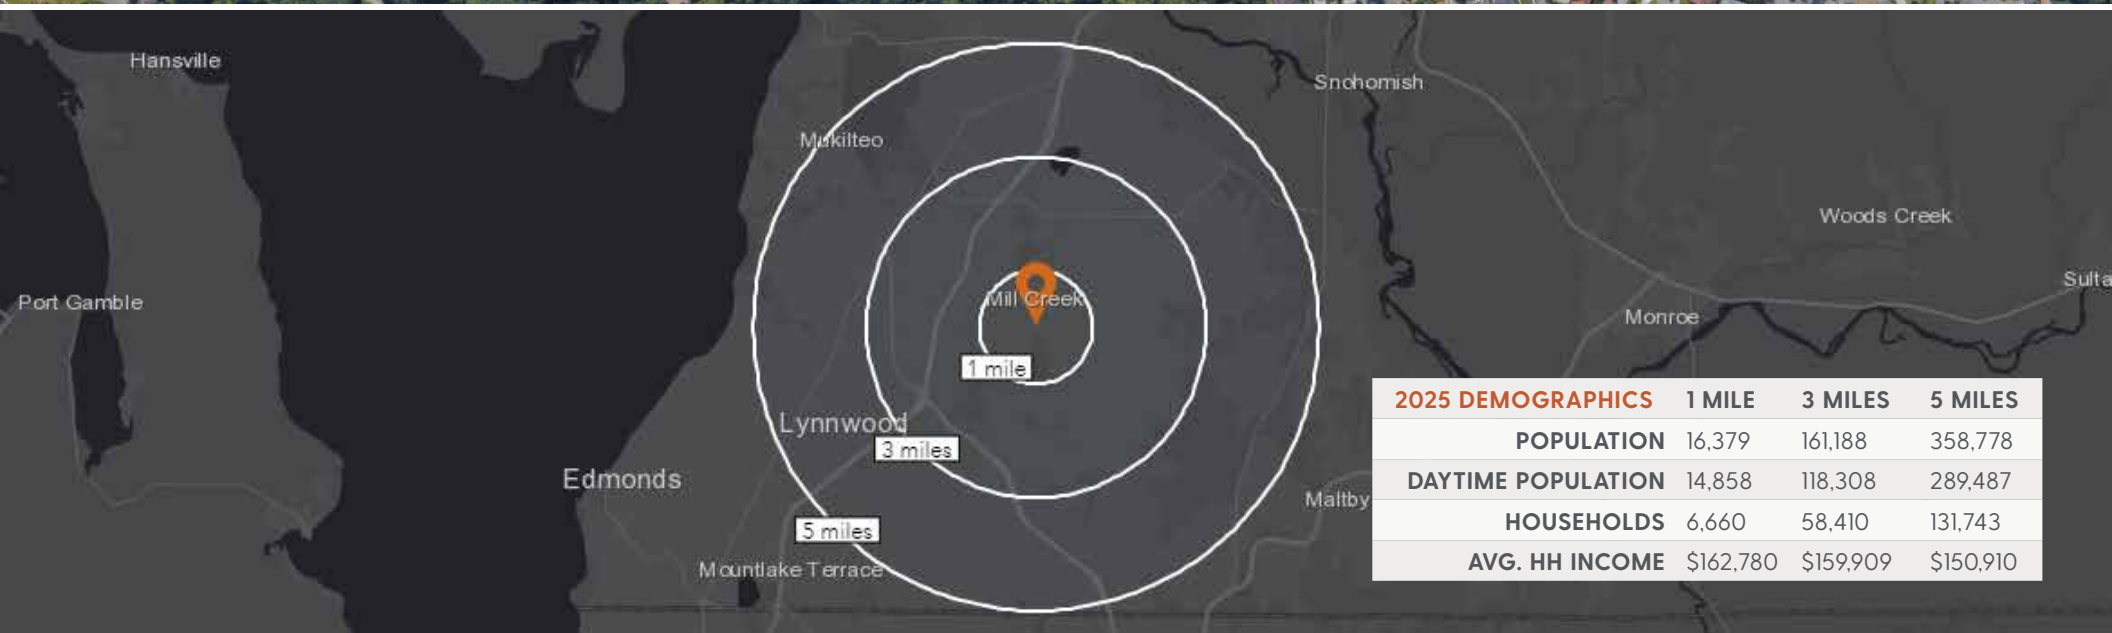 Hansville
Snohomish
Mukilteo
Woods Creek
Sulta
Port Gamble
Mill Creek
Monroe
1 mile
Lynnwood
3 miles
Edmonds
Maltby
5 miles
Mountlake Terrace
2025 DEMOGRAPHICS 1 MILE 3 MILES 5 MILES
POPULATION 16,379 161,188 358,778
DAYTIME POPULATION 14,858 118,308 289,487
HOUSEHOLDS 6,660 58,410 131,743
AVG. HH INCOME $162,780 $159,909 $150,910